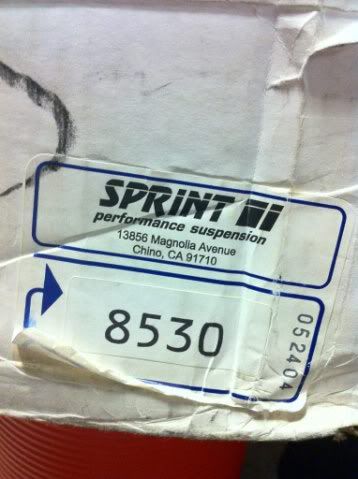 SPRINT
performance suspension
13856 Magnolia Avenue
Chino, CA 91710
8530
052404